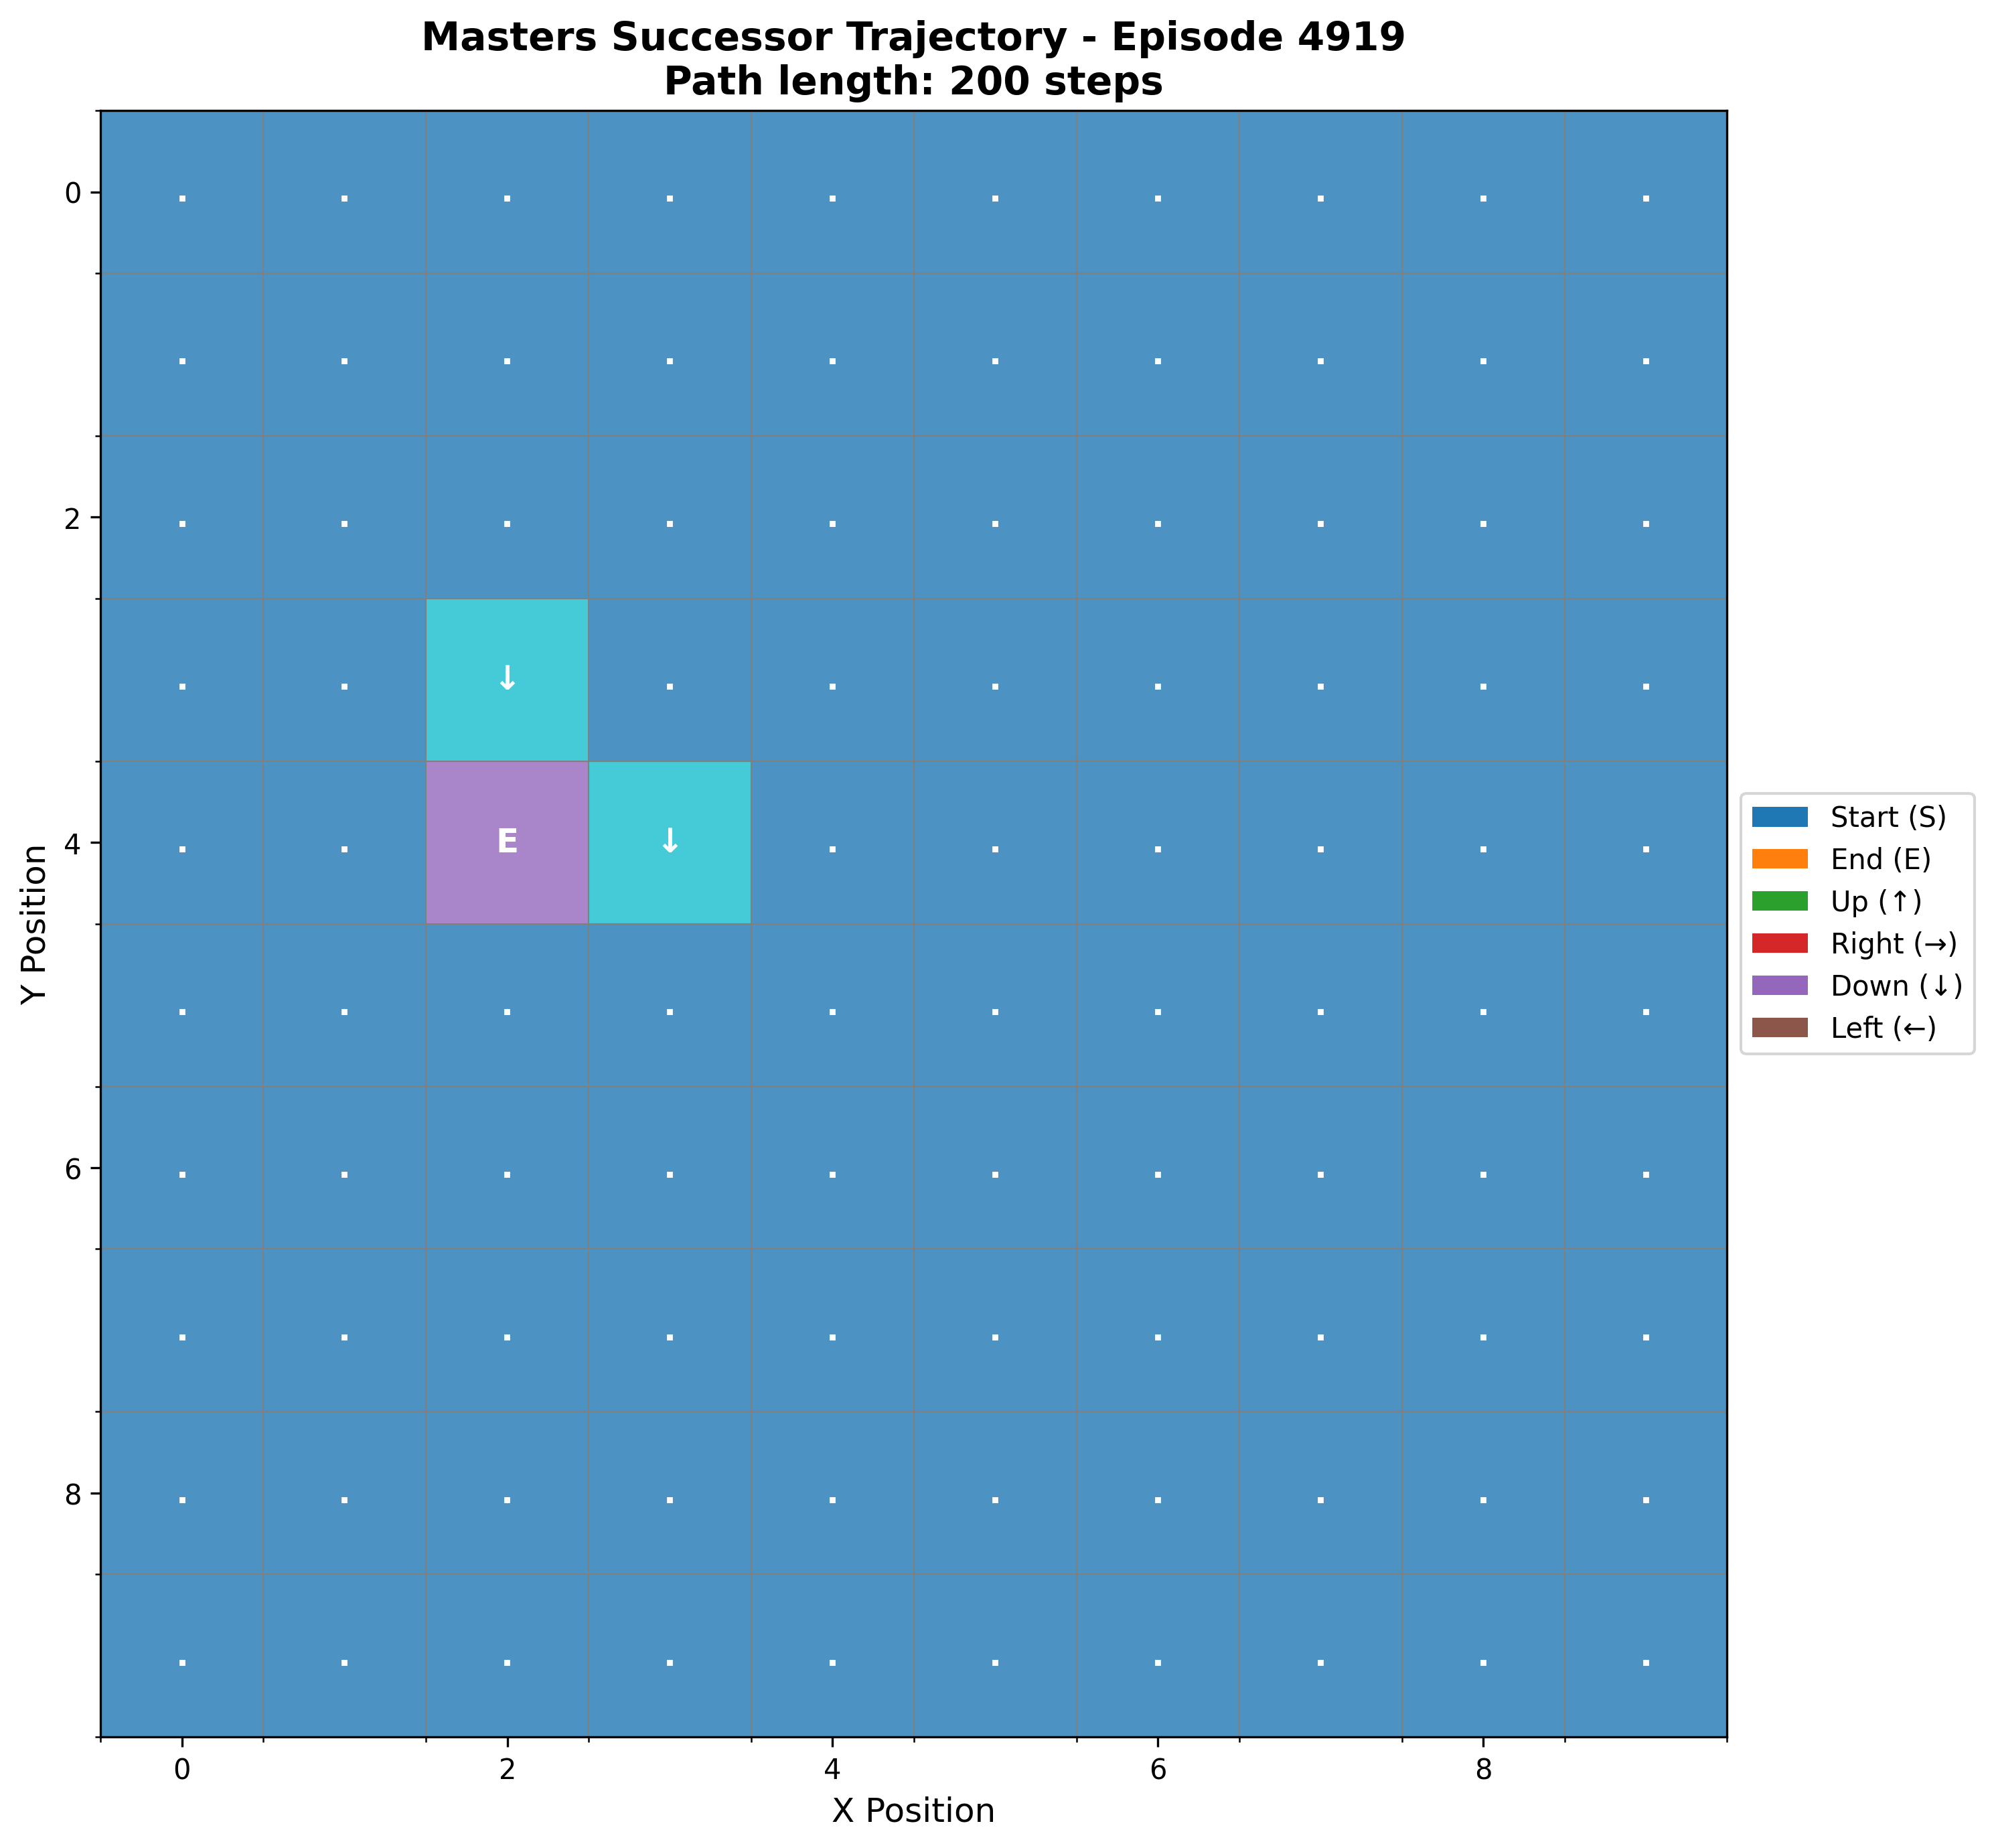 Masters Successor Trajectory - Episode 4919
Path length: 200 steps
0
2
↓
4
E ↓
6
8
0 2 4 6 8
X Position
Y Position
Start (S)
End (E)
Up (↑)
Right (→)
Down (↓)
Left (←)